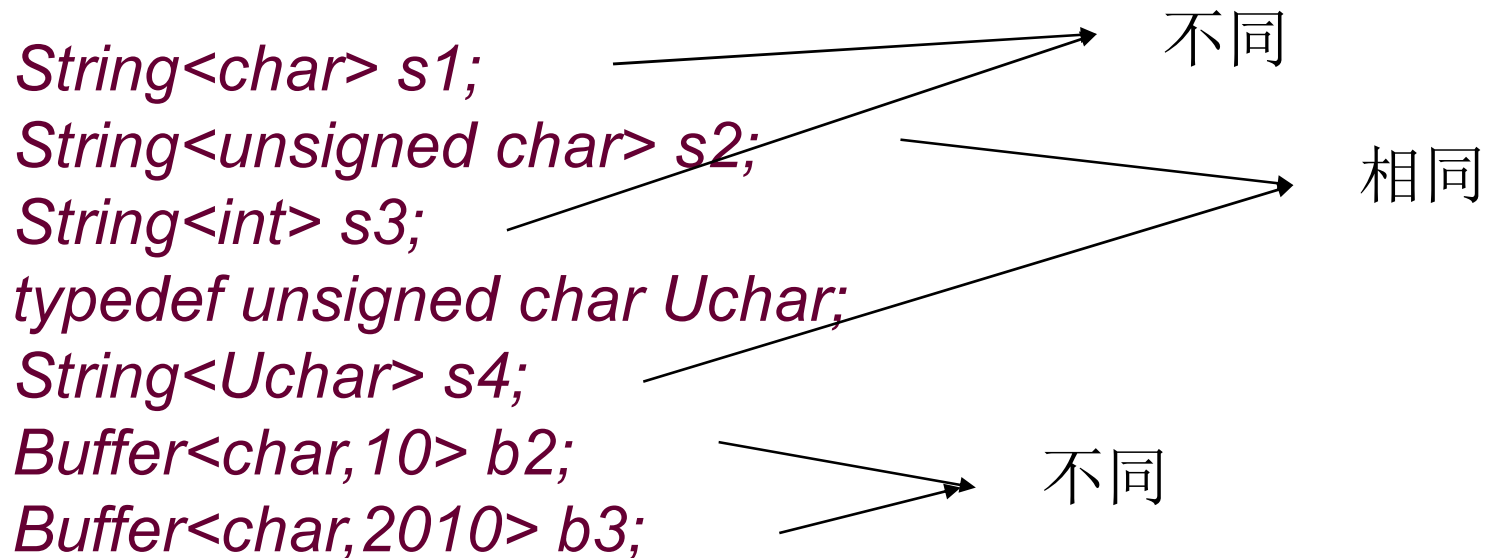 String<char> s1;
不同
String<unsigned char> s2;
相同
String<int> s3;
typedef unsigned char Uchar;
String<Uchar> s4;
Buffer<char,10> b2;
不同
Buffer<char,2010> b3;